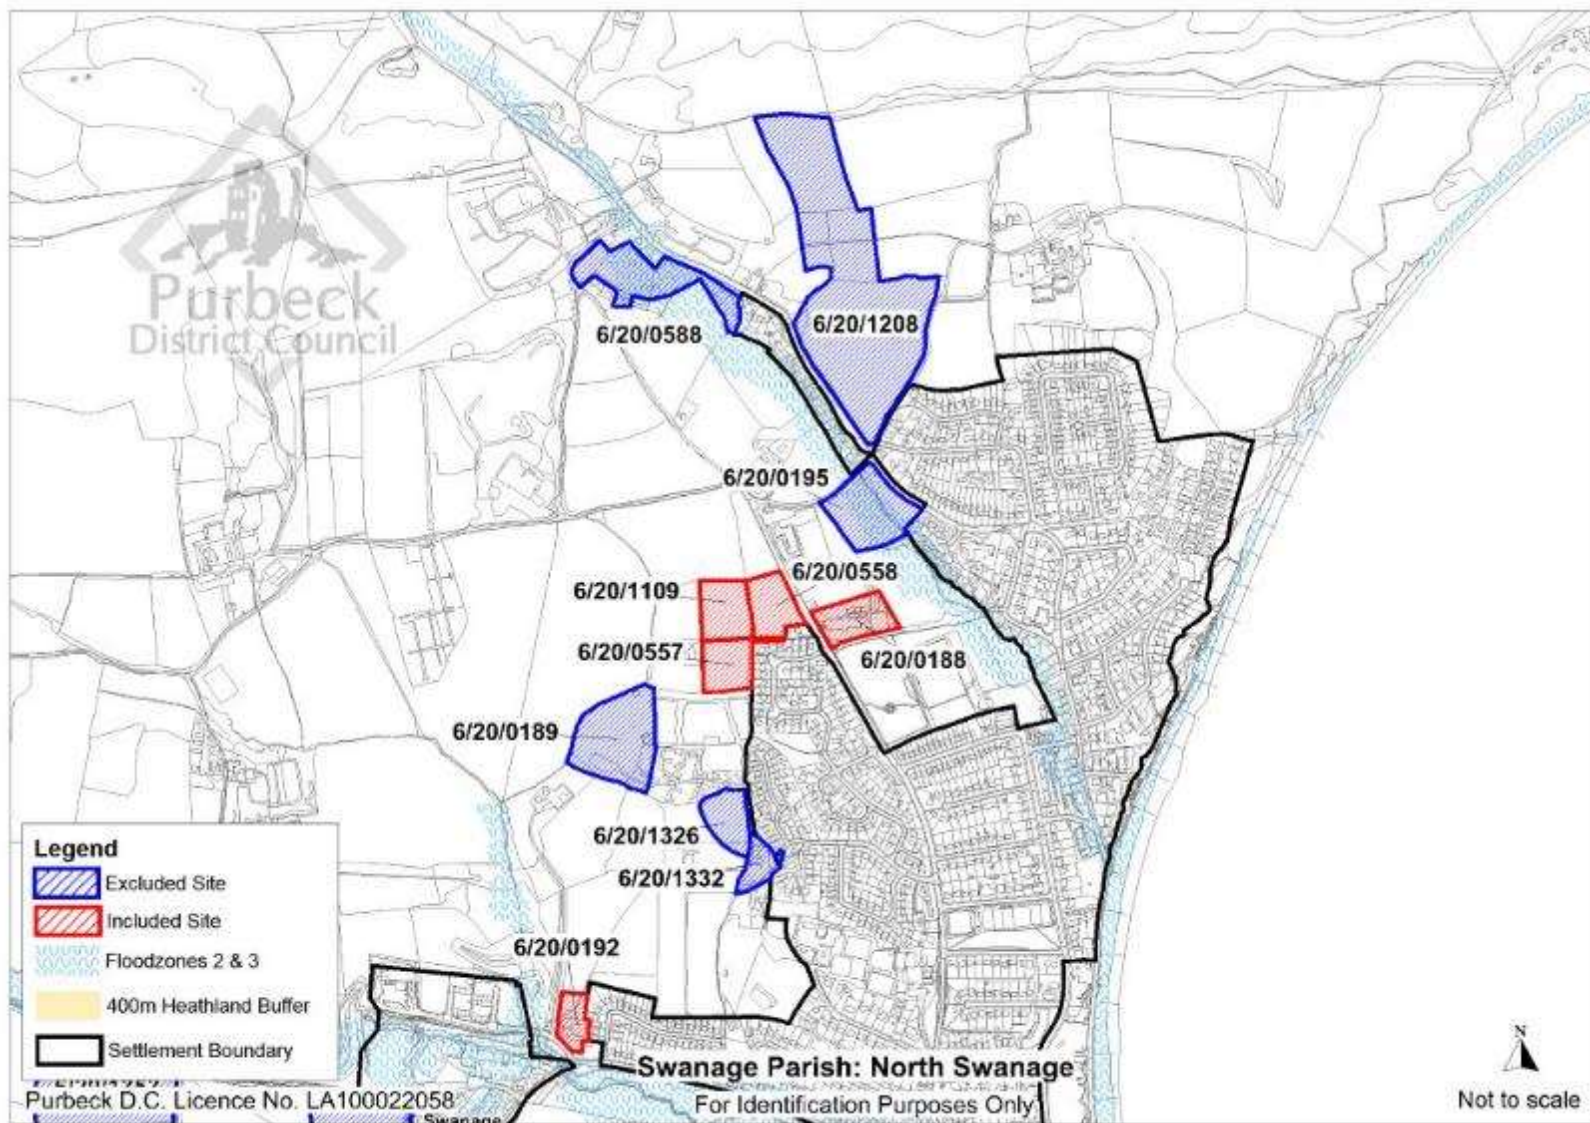 Purbeck
District Council
6/20/0588
6/20/1208
6/20/0195
6/20/0558
6/20/1109
6/20/0557
6/20/0188
6/20/0189
6/20/1326
6/20/1332
6/20/0192
Legend
Excluded Site
Included Site
Floodzones 2 & 3
400m Heathland Buffer
Settlement Boundary
Purbeck D.C. Licence No. LA100022058
Swanage
Swanage Parish: North Swanage
For Identification Purposes Only
N
Not to scale